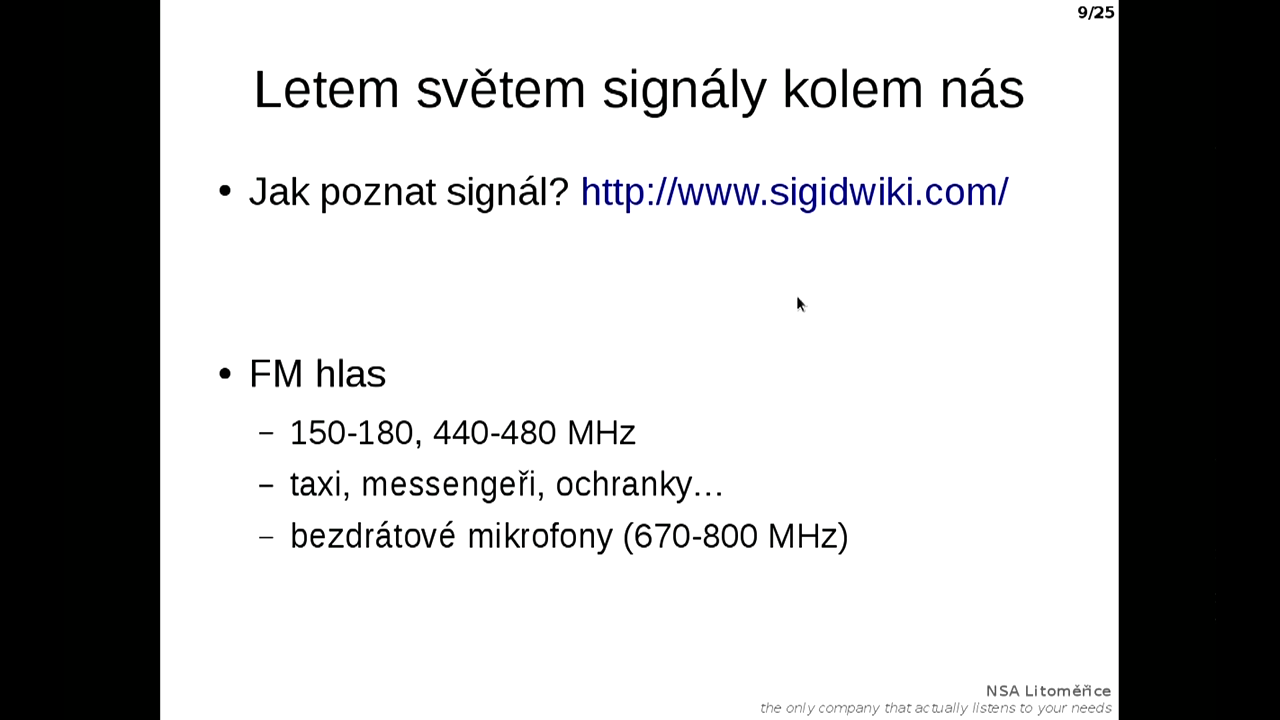 9/25
Letem světem signály kolem nás
• Jak poznat signál? http://www.sigidwiki.com/
• FM hlas
– 150-180, 440-480 MHz
– taxi, messengeři, ochranky…
– bezdrátové mikrofony (670-800 MHz)
NSA Litoměřice
the only company that actually listens to your needs